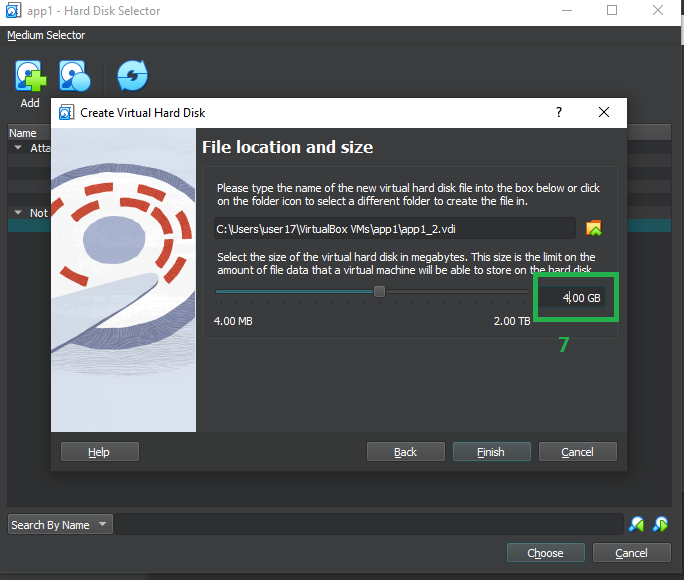 app1 - Hard Disk Selector
Medium Selector
Add
Create Virtual Hard Disk
?
Name
Atta
Not
File location and size
Please type the name of the new virtual hard disk file into the box below or click
on the folder icon to select a different folder to create the file in.
C:\Users\user17\VirtualBox VMs\app1\app1_2.vdi
Select the size of the virtual hard disk in megabytes. This size is the limit on the
amount of file data that a virtual machine will be able to store on the hard disk.
4.00 GB
4.00 MB
2.00 TB
7
Help
Back
Finish
Cancel
Search By Name
Choose
Cancel